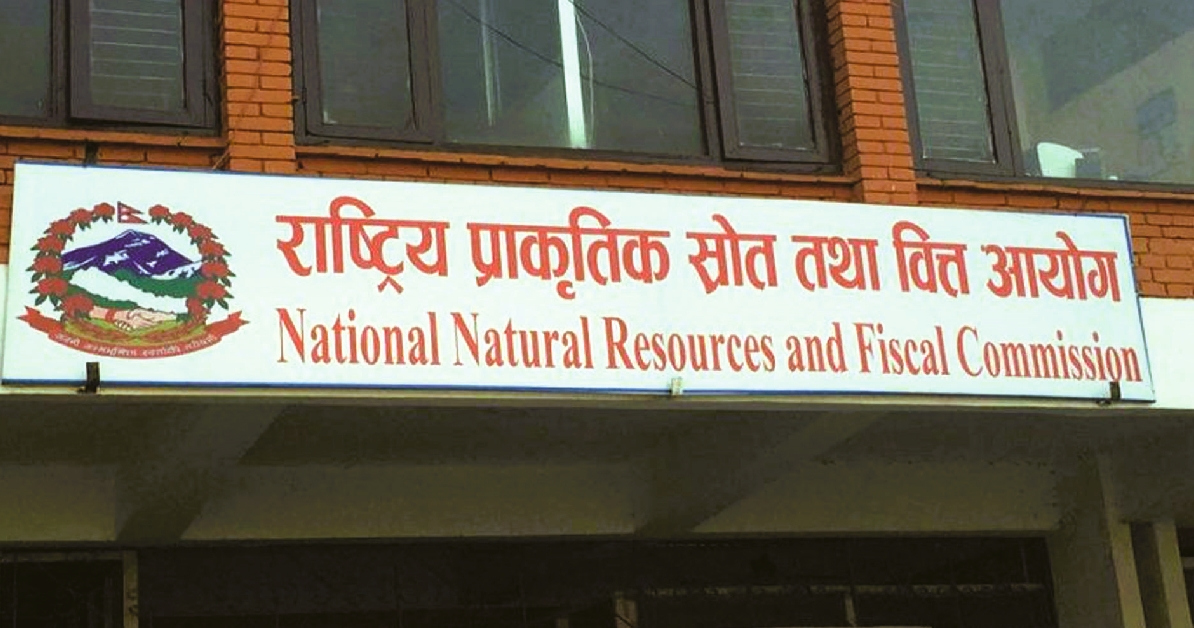 राष्ट्रिय प्राकृतिक स्रोत तथा वित्त आयोग
National Natural Resources and Fiscal Commission